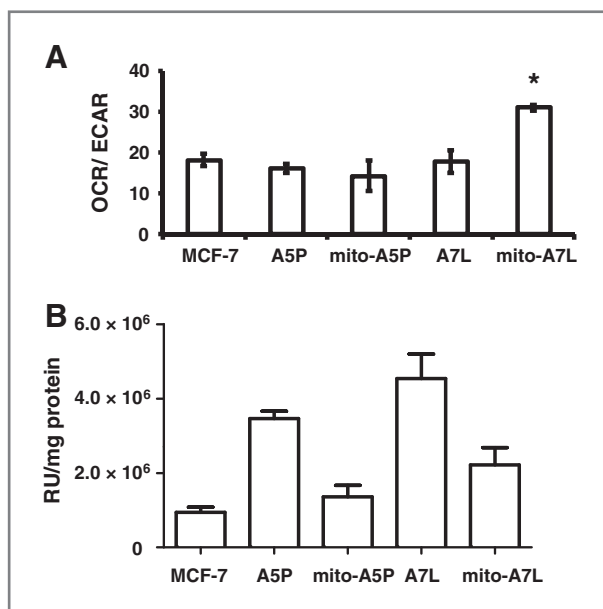 A
40
30
20
10
0
OCR/ ECAR
*
MCF-7 A5P mito-A5P A7L mito-A7L
B
6.0 × 10⁶
4.0 × 10⁶
2.0 × 10⁶
0
RU/mg protein
MCF-7 A5P mito-A5P A7L mito-A7L